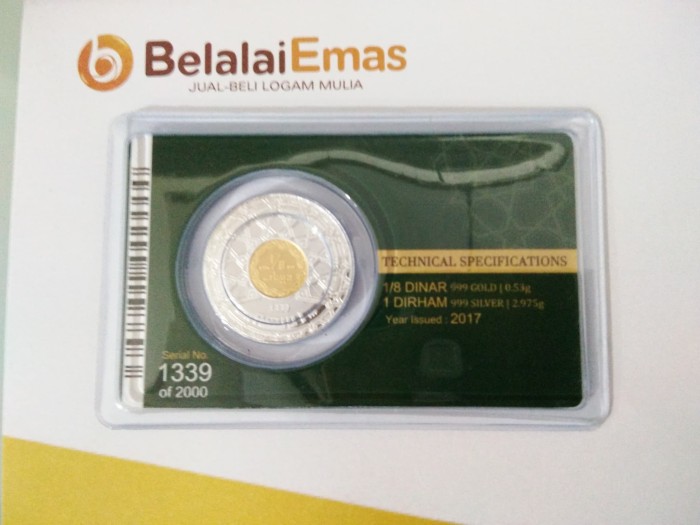 BelalaiEmas
JUAL-BELI LOGAM MULIA
TECHNICAL SPECIFICATIONS
1/8 DINAR 999 GOLD | 0.53g
1 DIRHAM 999 SILVER | 2.975g
Year Issued : 2017
Serial No.
1339
of 2000